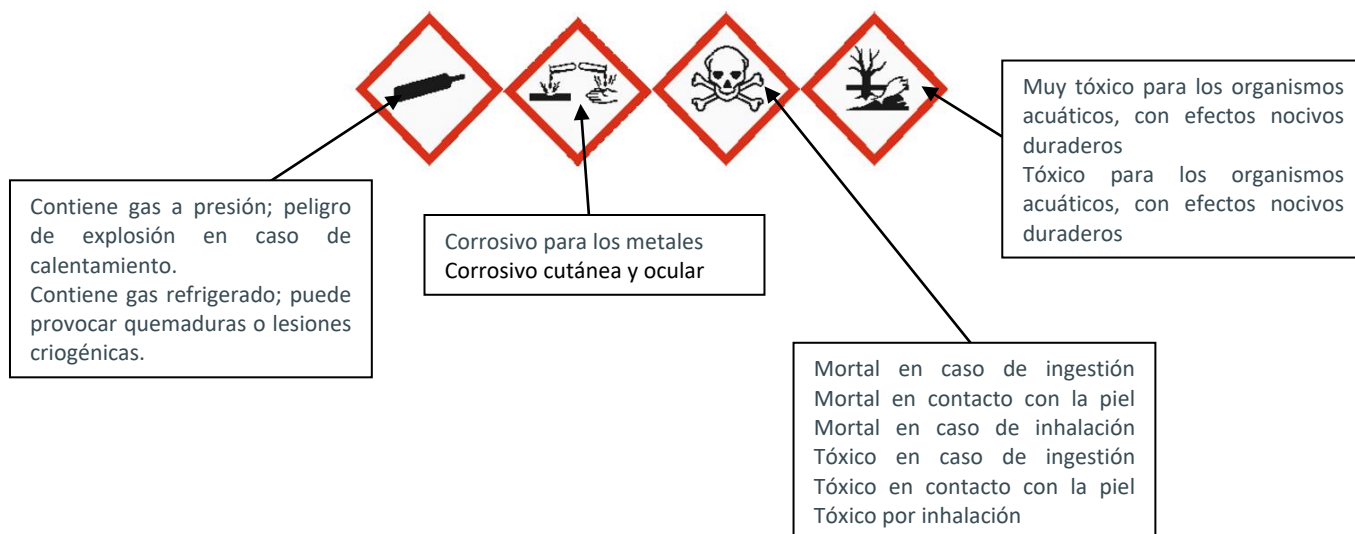 Muy tóxico para los organismos
acuáticos, con efectos nocivos
duraderos
Tóxico para los organismos
acuáticos, con efectos nocivos
duraderos
Contiene gas a presión; peligro
de explosión en caso de
calentamiento.
Contiene gas refrigerado; puede
provocar quemaduras o lesiones
criogénicas.
Corrosivo para los metales
Corrosivo cutánea y ocular
Mortal en caso de ingestión
Mortal en contacto con la piel
Mortal en caso de inhalación
Tóxico en caso de ingestión
Tóxico en contacto con la piel
Tóxico por inhalación